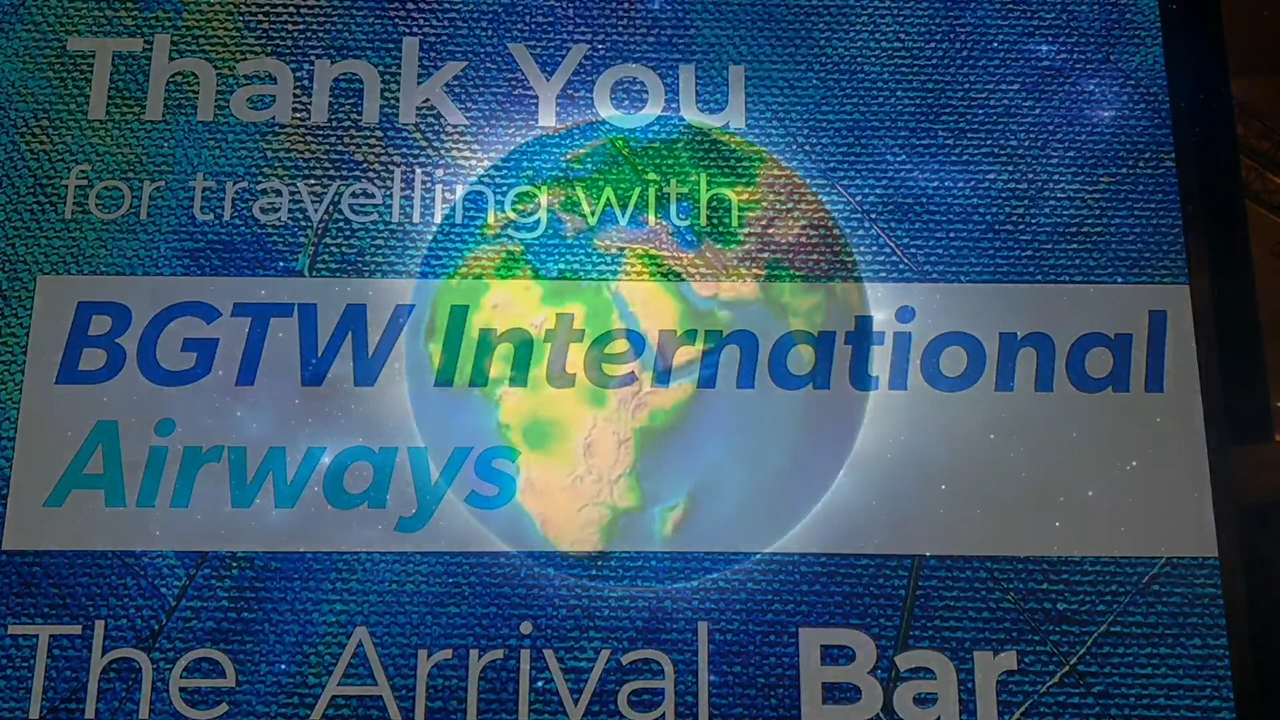 Thank You
for travelling with
BGTW International
Airways
The Arrival Bar